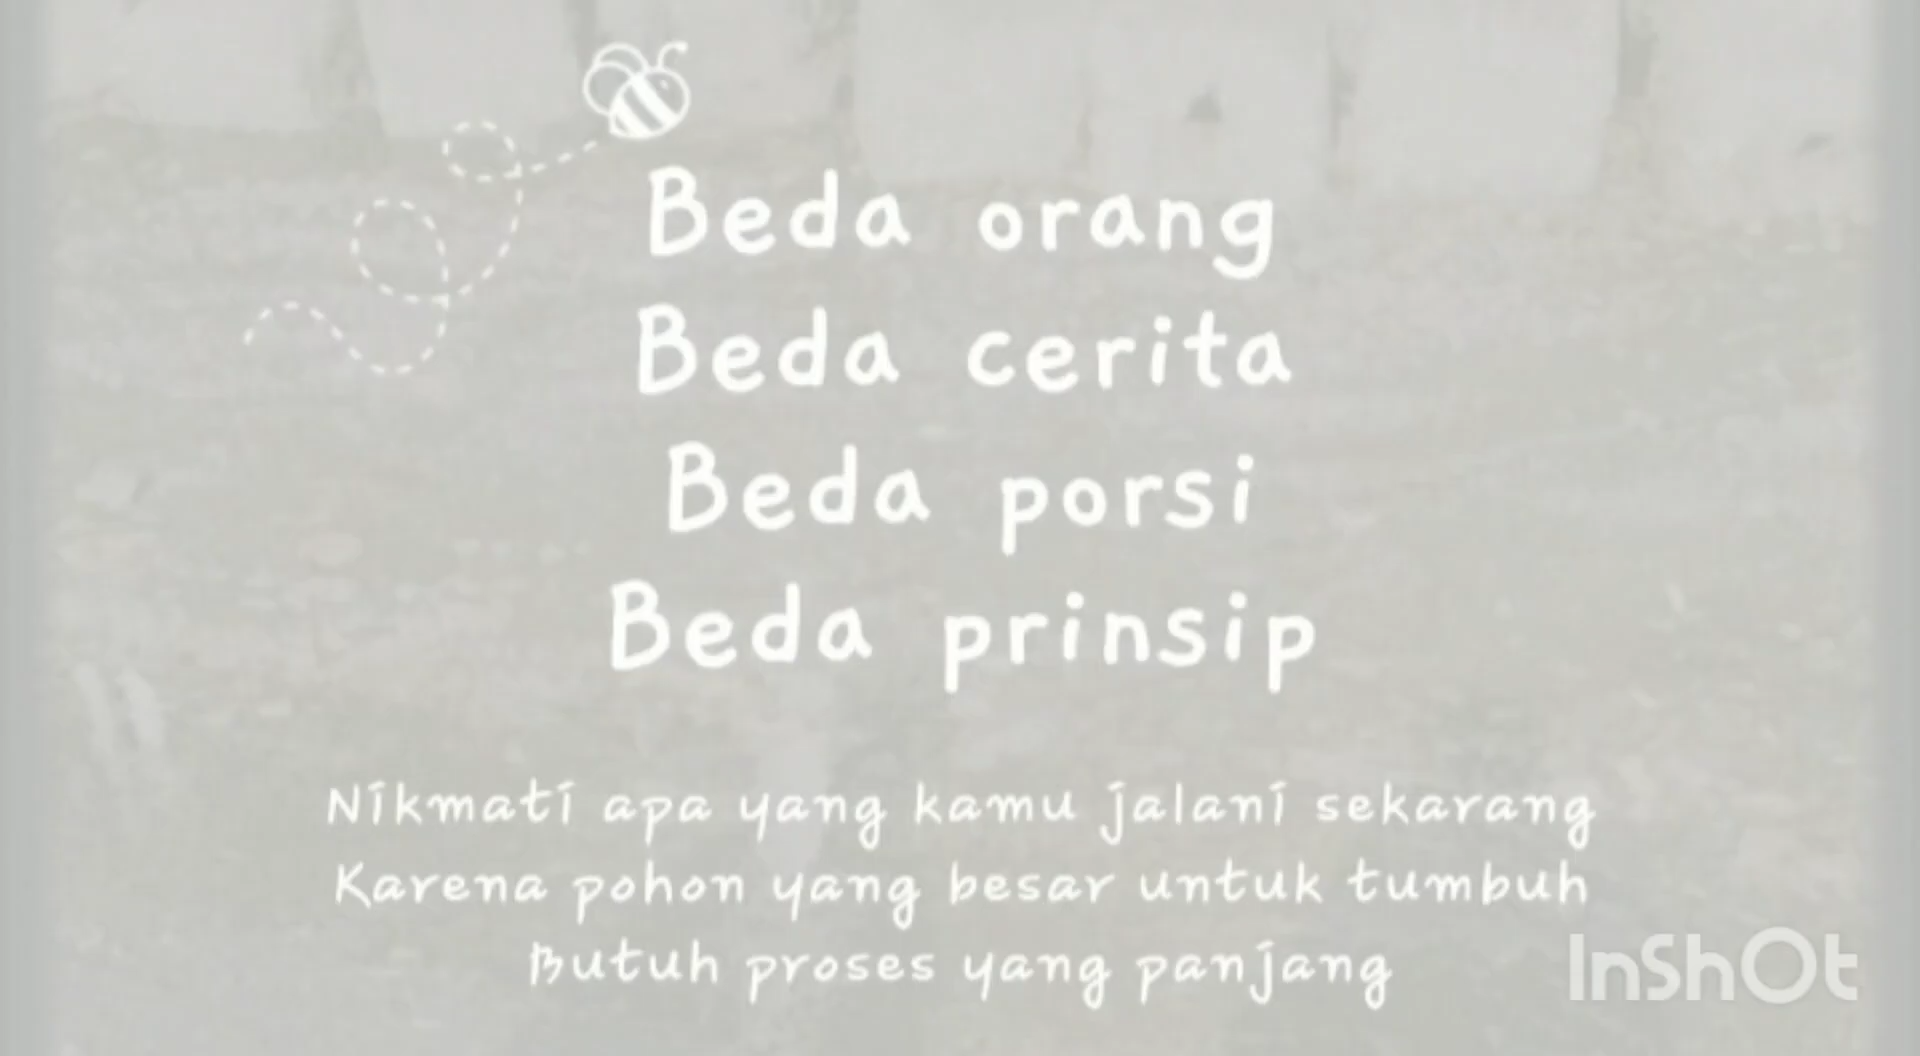 Beda orang
Beda cerita
Beda porsi
Beda prinsip
Nikmati apa yang kamu jalani sekarang
Karena pohon yang besar untuk tumbuh
Butuh proses yang panjang
InShOt